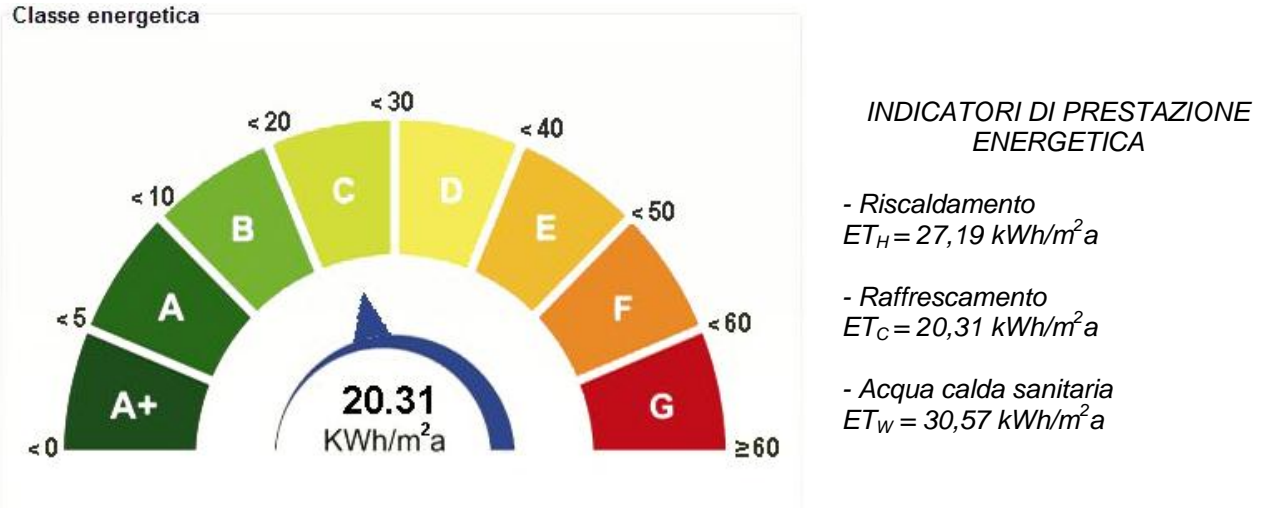 Classe energetica
< 30
< 20
< 40
< 10
< 50
< 5
< 60
< 0
≥ 60
A+
A
B
C
D
E
F
G
20.31
KWh/m²a
INDICATORI DI PRESTAZIONE
ENERGETICA
- Riscaldamento
ET_H = 27,19 kWh/m²a
- Raffrescamento
ET_C = 20,31 kWh/m²a
- Acqua calda sanitaria
ET_W = 30,57 kWh/m²a